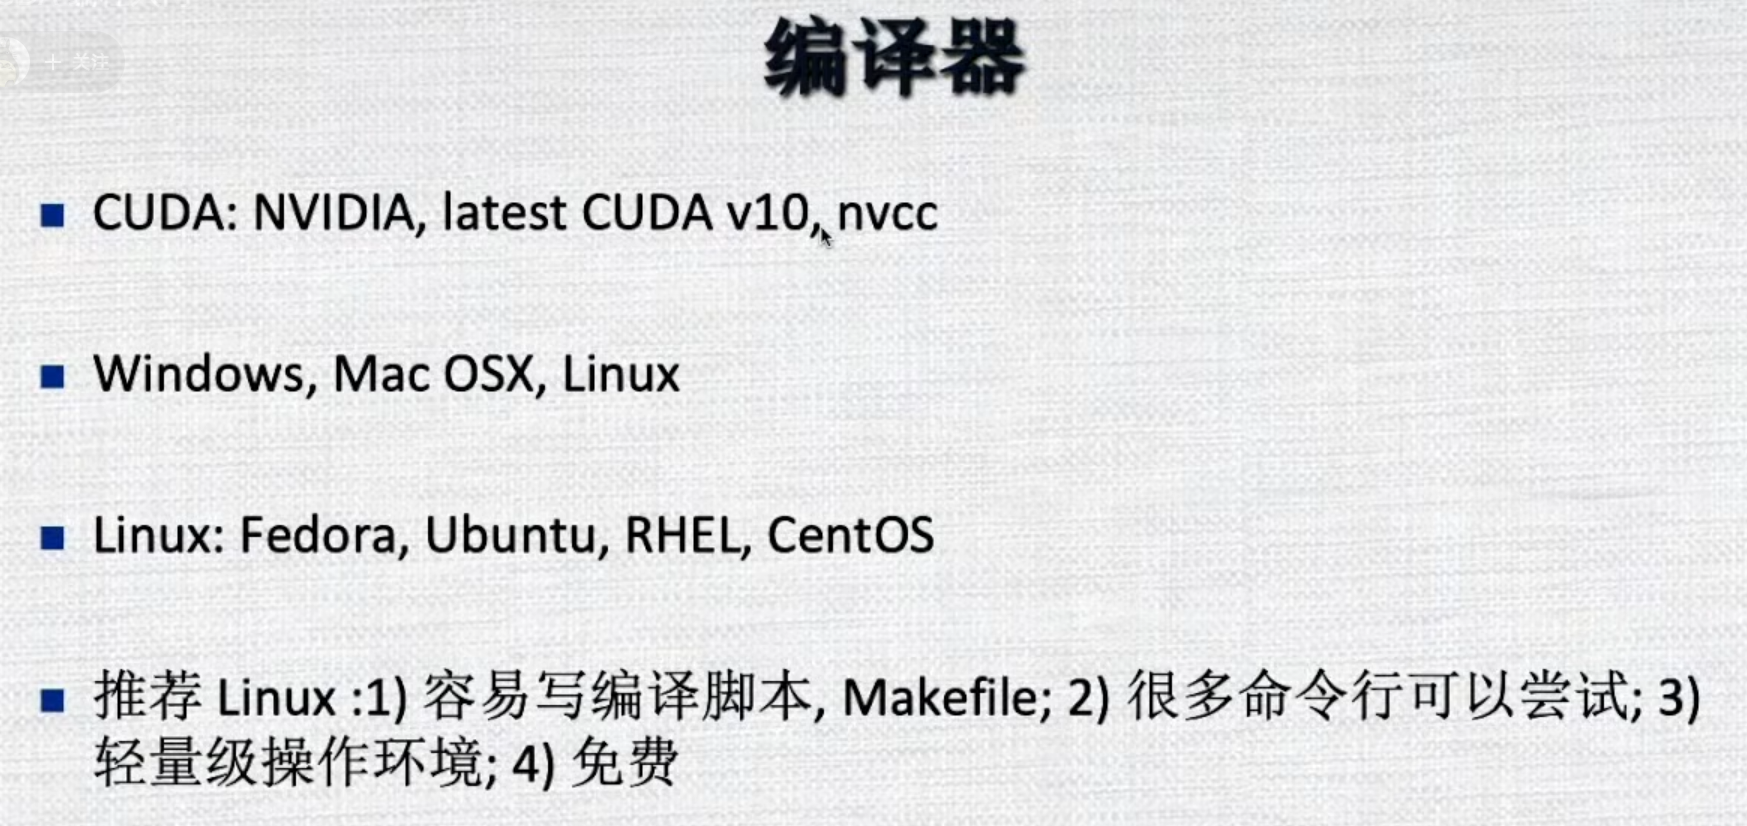 编译器
+ 关注
CUDA: NVIDIA, latest CUDA v10, nvcc
Windows, Mac OSX, Linux
Linux: Fedora, Ubuntu, RHEL, CentOS
推荐 Linux :1) 容易写编译脚本, Makefile; 2) 很多命令行可以尝试; 3)
轻量级操作环境; 4) 免费